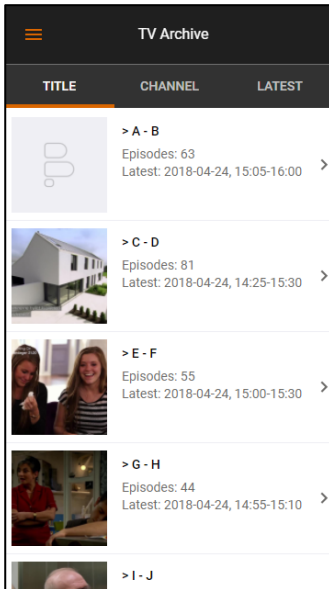 TV Archive
TITLE CHANNEL LATEST
> A - B
Episodes: 63
Latest: 2018-04-24, 15:05-16:00
> C - D
Episodes: 81
Latest: 2018-04-24, 14:25-15:30
> E - F
Episodes: 55
Latest: 2018-04-24, 15:00-15:30
> G - H
Episodes: 44
Latest: 2018-04-24, 14:55-15:10
> I - J